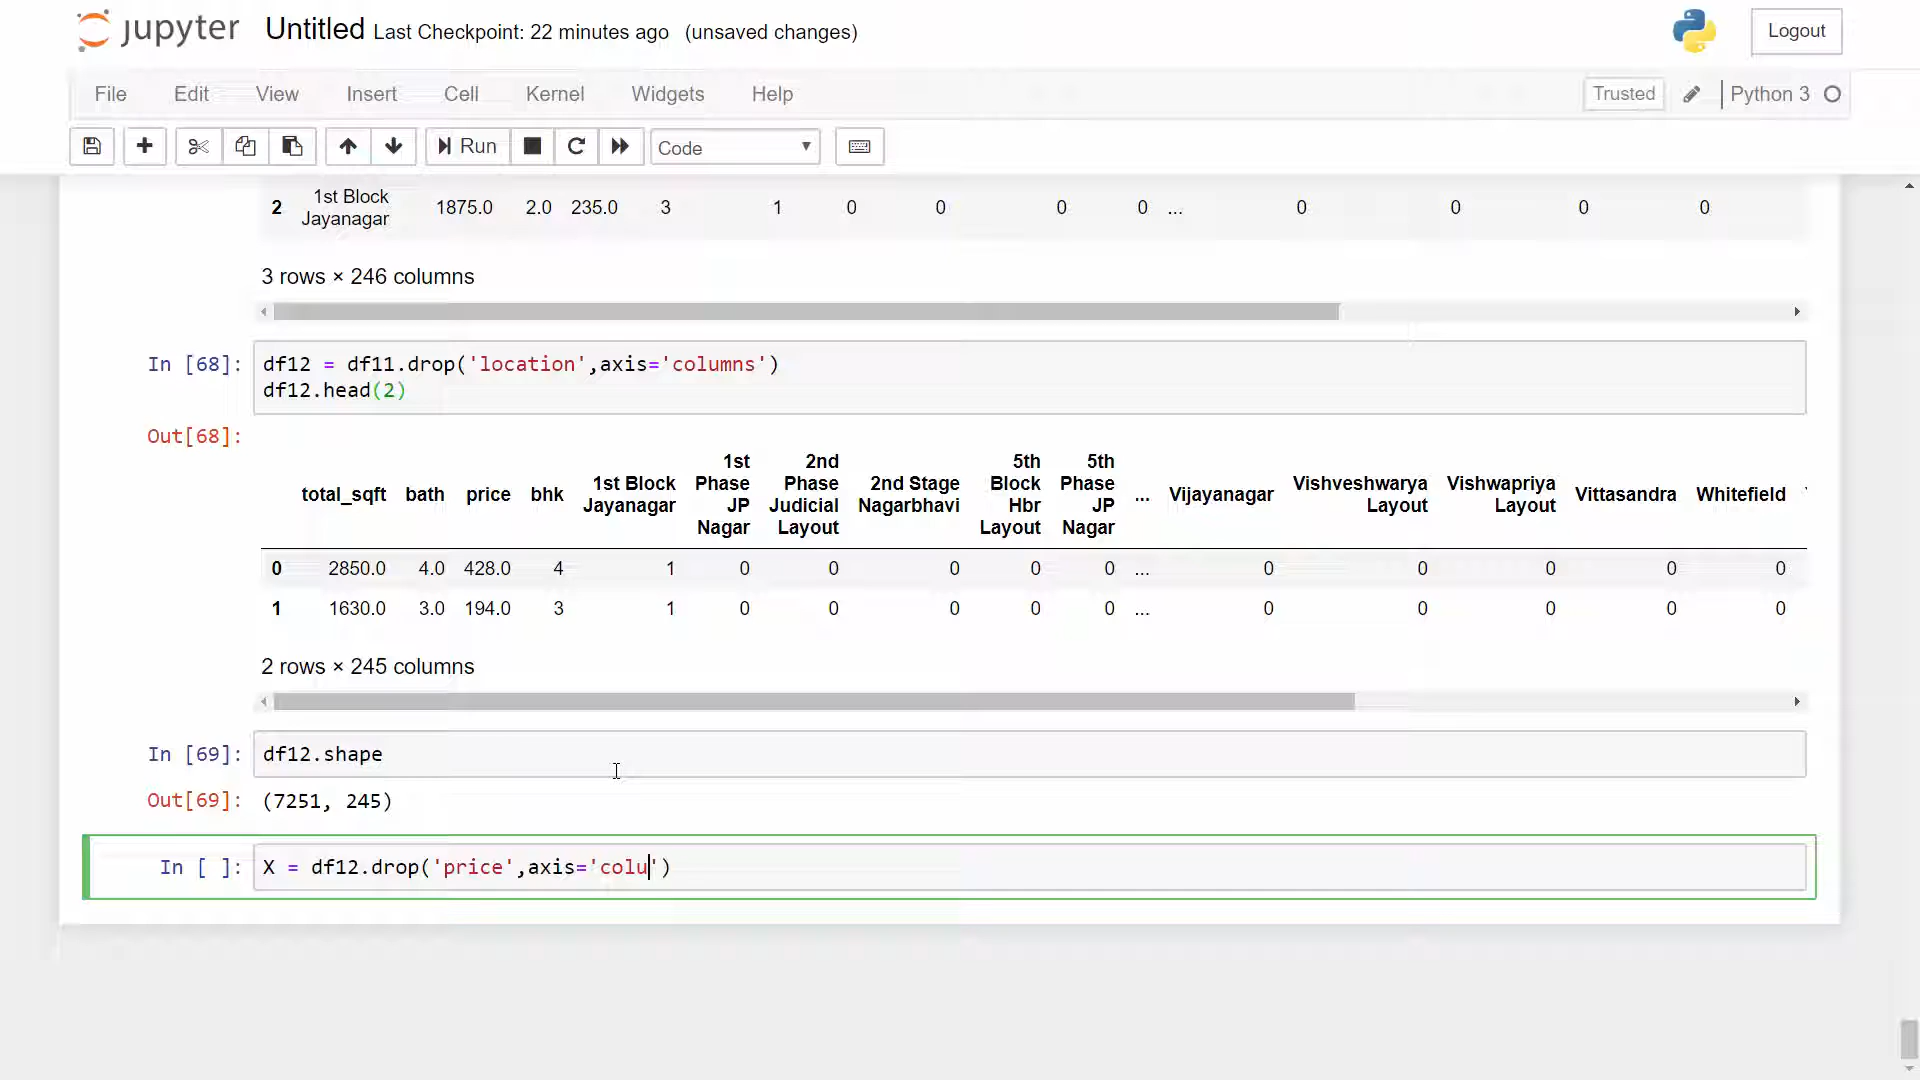 jupyter Untitled Last Checkpoint: 22 minutes ago (unsaved changes) Logout
File Edit View Insert Cell Kernel Widgets Help Trusted Python 3
Run Code
2 1st Block Jayanagar 1875.0 2.0 235.0 3 1 0 0 0 0 ... 0 0 0 0
3 rows × 246 columns
In [68]: df12 = df11.drop('location',axis='columns')
df12.head(2)
Out[68]:
total_sqft bath price bhk 1st Block Jayanagar 1st Phase JP Nagar 2nd Phase Judicial Layout 2nd Stage Nagarbhavi 5th Block Hbr Layout 5th Phase JP Nagar ... Vijayanagar Vishveshwarya Layout Vishwapriya Layout Vittasandra Whitefield
0 2850.0 4.0 428.0 4 1 0 0 0 0 0 ... 0 0 0 0 0
1 1630.0 3.0 194.0 3 1 0 0 0 0 0 ... 0 0 0 0 0
2 rows × 245 columns
In [69]: df12.shape
Out[69]: (7251, 245)
In [ ]: X = df12.drop('price',axis='colu')